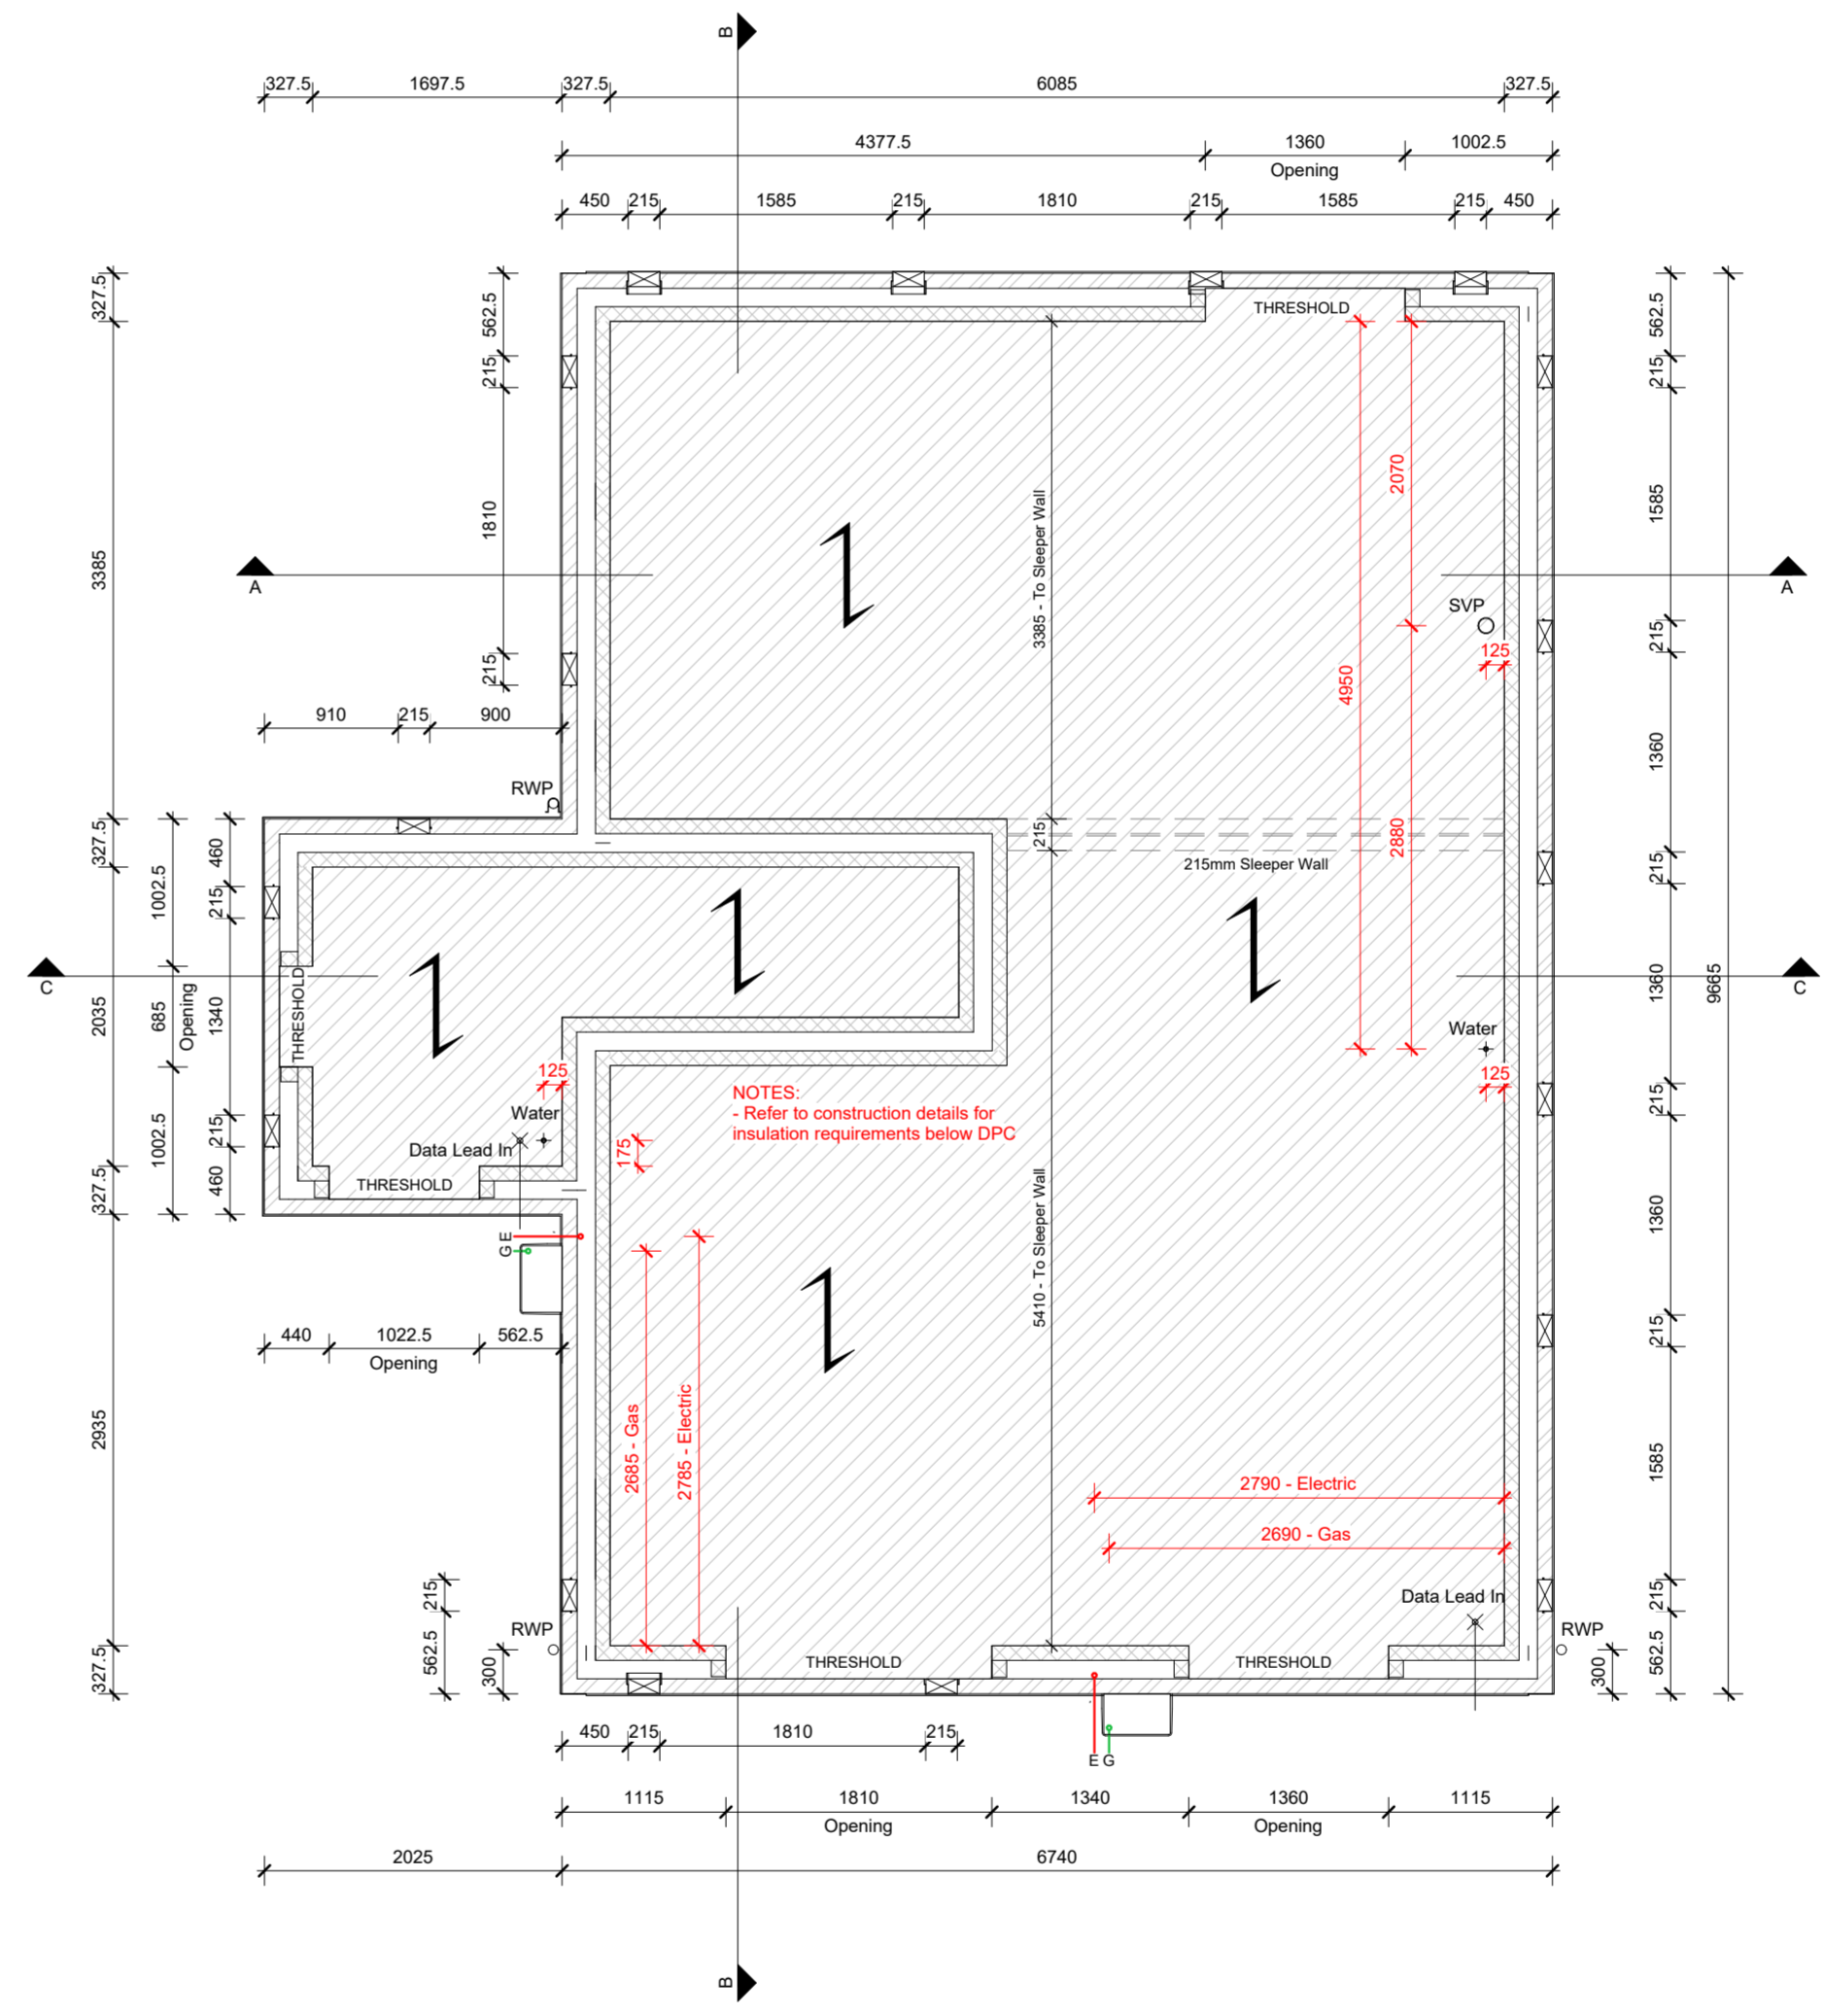 B
327.5 1697.5 327.5 6085 327.5
4377.5 1360 1002.5
Opening
450 215 1585 215 1810 215 1585 215 450
327.5
3385
327.5
2035
327.5
2935
327.5
562.5
215
1810
215
THRESHOLD
3385 - To Sleeper Wall
4950
2070
2880
562.5
215
1585
215
1360
215
1360
215
1360
215
1585
215
562.5
9665
A
A
SVP
125
910 215 900
RWP
1002.5
685
Opening
1002.5
460
215
1340
215
460
215
215mm Sleeper Wall
C
C
THRESHOLD
Water
125
125
Water
Data Lead In
THRESHOLD
NOTES:
- Refer to construction details for
insulation requirements below DPC
175
5410 - To Sleeper Wall
E
G
440 1022.5 562.5
Opening
2685 - Gas
2785 - Electric
2790 - Electric
2690 - Gas
Data Lead In
215
562.5
300
RWP
THRESHOLD
THRESHOLD
RWP
300
450 215 1810 215
E G
1115 1810 1340 1360 1115
Opening
Opening
2025 6740
B